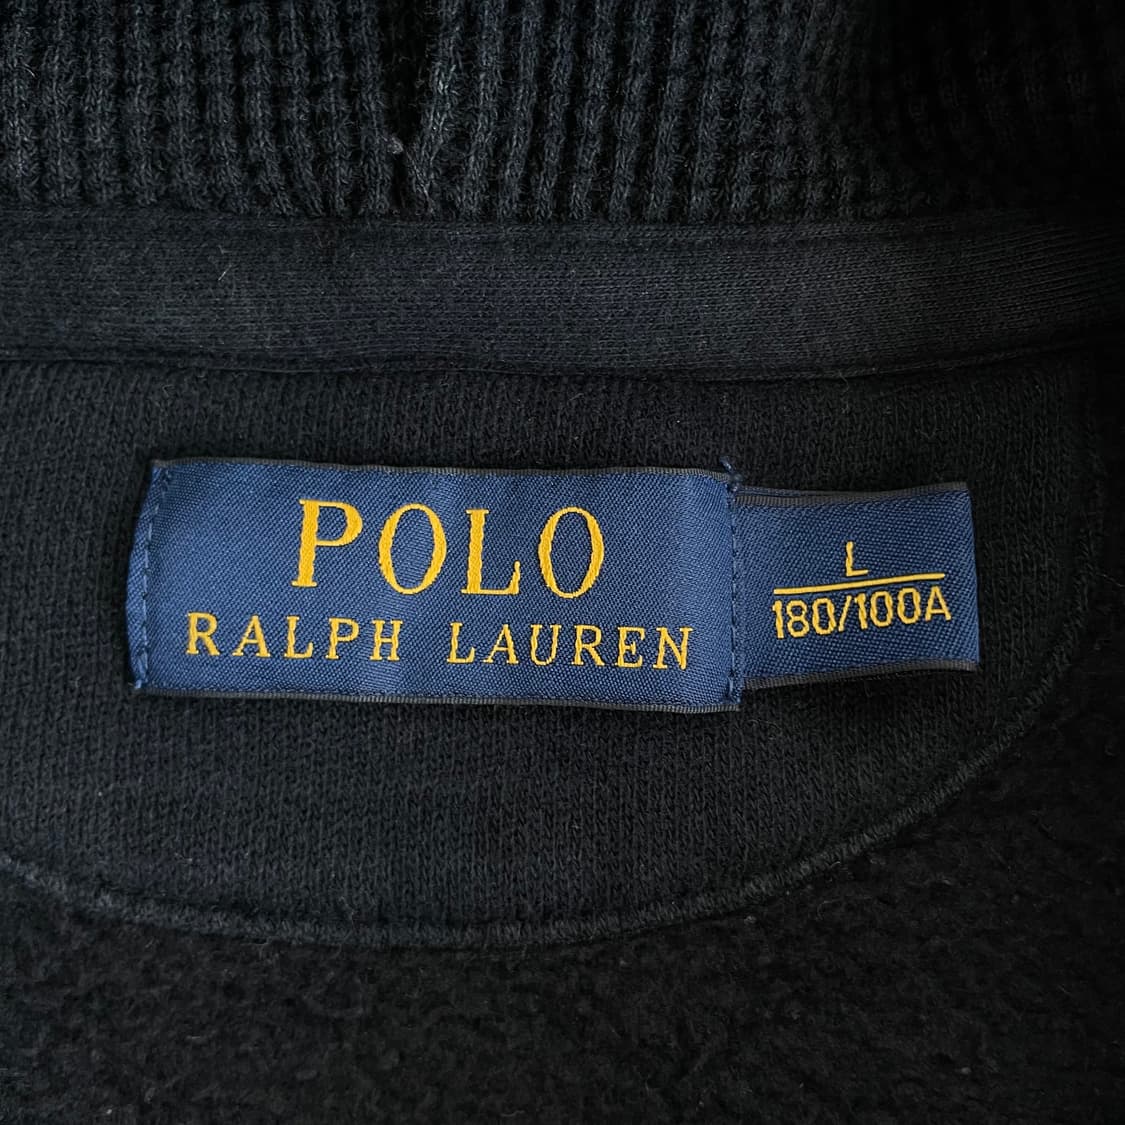 POLO
RALPH LAUREN
L
180/100A